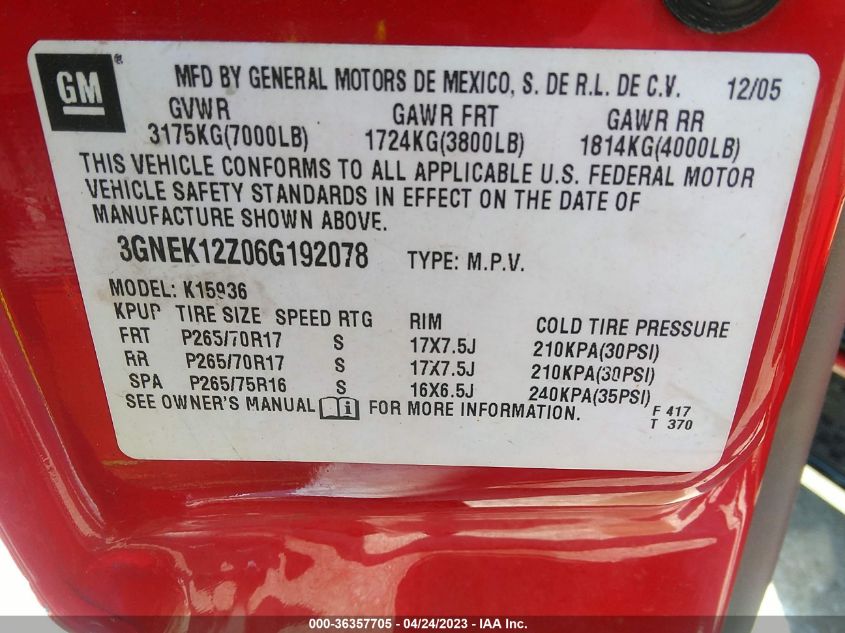 GM
MFD BY GENERAL MOTORS DE MEXICO, S. DE R.L. DE C.V. 12/05
GVWR GAWR FRT GAWR RR
3175KG(7000LB) 1724KG(3800LB) 1814KG(4000LB)
THIS VEHICLE CONFORMS TO ALL APPLICABLE U.S. FEDERAL MOTOR
VEHICLE SAFETY STANDARDS IN EFFECT ON THE DATE OF
MANUFACTURE SHOWN ABOVE.
3GNEK12Z06G192078 TYPE: M.P.V.
MODEL: K15936
KPUP TIRE SIZE SPEED RTG RIM COLD TIRE PRESSURE
FRT P265/70R17 S 17X7.5J 210KPA(30PSI)
RR P265/70R17 S 17X7.5J 210KPA(30PSI)
SPA P265/75R16 S 16X6.5J 240KPA(35PSI)
SEE OWNER'S MANUAL FOR MORE INFORMATION.
F 417
T 370
000-36357705 - 04/24/2023 - IAA Inc.